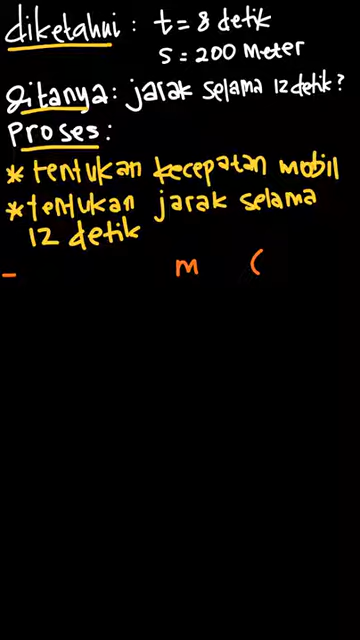 diketahui : t = 8 detik
s = 200 Meter
ditanya : jarak selama 12 detik ?
Proses :
* tentukan kecepatan mobil
* tentukan jarak selama
12 detik
- m (